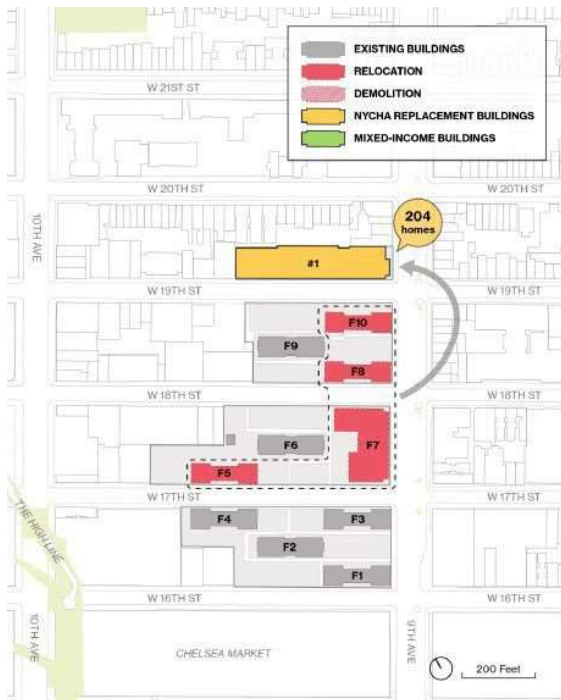 EXISTING BUILDINGS
RELOCATION
DEMOLITION
NYCHA REPLACEMENT BUILDINGS
MIXED-INCOME BUILDINGS
W 21ST ST
W 20TH ST
W 20TH ST
10TH AVE
204
homes
#1
W 19TH ST
W 19TH ST
F10
F9
F8
W 18TH ST
W 18TH ST
F6
F7
F5
W 17TH ST
W 17TH ST
THE HIGH LINE
F4
F3
F2
F1
W 16TH ST
W 16TH ST
10TH AVE
CHELSEA MARKET
9TH AVE
200 Feet